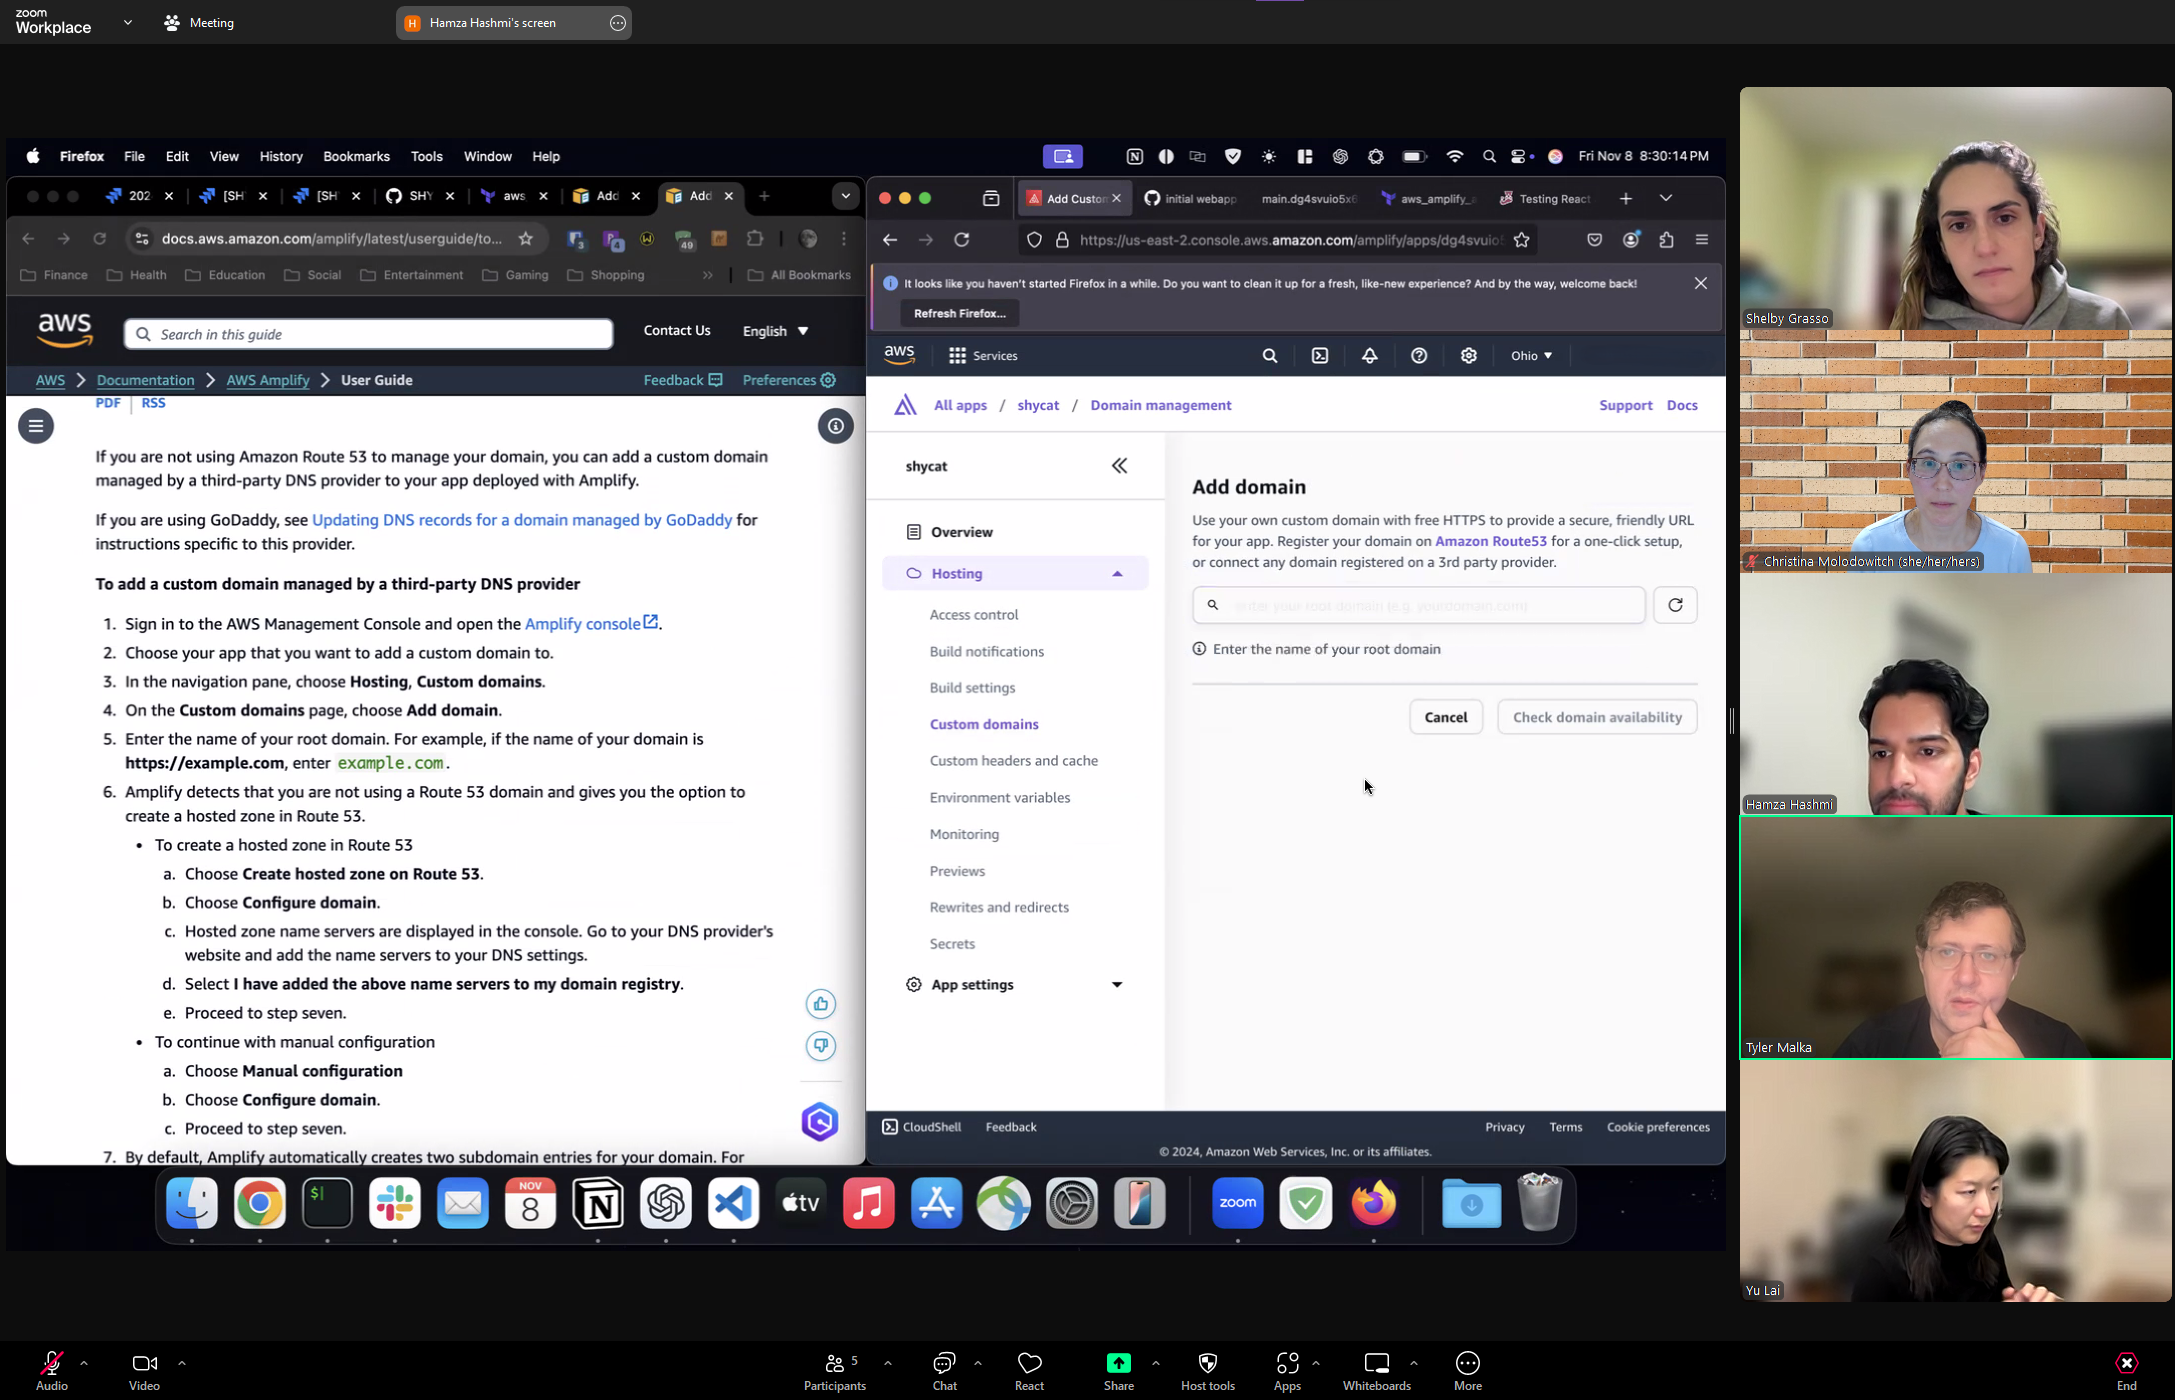 zoom
Workplace
Meeting
H Hamza Hashmi's screen
Firefox File Edit View History Bookmarks Tools Window Help
Fri Nov 8 8:30:14 PM
202 [SH [SH SHY aws Add Add
docs.aws.amazon.com/amplify/latest/userguide/to...
3 4 49
Finance Health Education Social Entertainment Gaming Shopping » All Bookmarks
aws
Search in this guide
Contact Us English
AWS Documentation AWS Amplify User Guide
Feedback Preferences
PDF RSS
If you are not using Amazon Route 53 to manage your domain, you can add a custom domain
managed by a third-party DNS provider to your app deployed with Amplify.
If you are using GoDaddy, see Updating DNS records for a domain managed by GoDaddy for
instructions specific to this provider.
To add a custom domain managed by a third-party DNS provider
1. Sign in to the AWS Management Console and open the Amplify console.
2. Choose your app that you want to add a custom domain to.
3. In the navigation pane, choose Hosting, Custom domains.
4. On the Custom domains page, choose Add domain.
5. Enter the name of your root domain. For example, if the name of your domain is
https://example.com, enter example.com.
6. Amplify detects that you are not using a Route 53 domain and gives you the option to
create a hosted zone in Route 53.
• To create a hosted zone in Route 53
a. Choose Create hosted zone on Route 53.
b. Choose Configure domain.
c. Hosted zone name servers are displayed in the console. Go to your DNS provider's
website and add the name servers to your DNS settings.
d. Select I have added the above name servers to my domain registry.
e. Proceed to step seven.
• To continue with manual configuration
a. Choose Manual configuration
b. Choose Configure domain.
c. Proceed to step seven.
7. By default, Amplify automatically creates two subdomain entries for your domain. For
Add Custom initial webapp main.dg4svuio5x6 aws_amplify_a Testing React
https://us-east-2.console.aws.amazon.com/amplify/apps/dg4svuio5
It looks like you haven't started Firefox in a while. Do you want to clean it up for a fresh, like-new experience? And by the way, welcome back!
Refresh Firefox...
aws Services Ohio
All apps / shycat / Domain management
Support Docs
shycat
Overview
Hosting
Access control
Build notifications
Build settings
Custom domains
Custom headers and cache
Environment variables
Monitoring
Previews
Rewrites and redirects
Secrets
App settings
Add domain
Use your own custom domain with free HTTPS to provide a secure, friendly URL
for your app. Register your domain on Amazon Route53 for a one-click setup,
or connect any domain registered on a 3rd party provider.
enter your root domain (e.g. yourdomain.com)
Enter the name of your root domain
Cancel Check domain availability
CloudShell Feedback
Privacy Terms Cookie preferences
© 2024, Amazon Web Services, Inc. or its affiliates.
$
NOV
8
tv
zoom
Shelby Grasso
Christina Molodowitch (she/her/hers)
Hamza Hashmi
Tyler Malka
Yu Lai
Audio
Video
Participants 5
Chat
React
Share
Host tools
Apps
Whiteboards
More
End